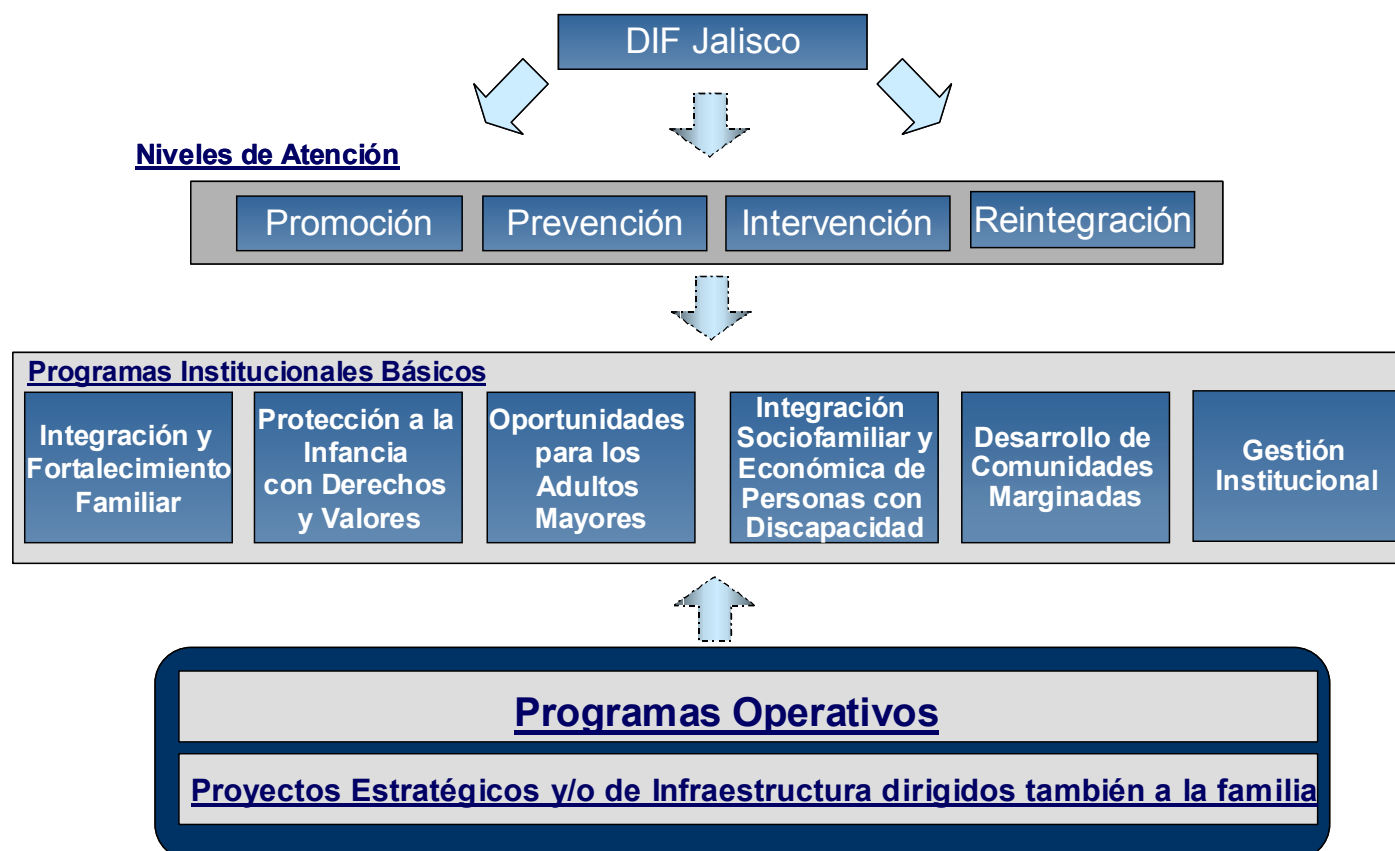 DIF Jalisco
Niveles de Atención
Promoción
Prevención
Intervención
Reintegración
Programas Institucionales Básicos
Integración y
Fortalecimiento
Familiar
Protección a la
Infancia
con Derechos
y Valores
Oportunidades
para los
Adultos
Mayores
Integración
Sociofamiliar y
Económica de
Personas con
Discapacidad
Desarrollo de
Comunidades
Marginadas
Gestión
Institucional
Programas Operativos
Proyectos Estratégicos y/o de Infraestructura dirigidos también a la familia